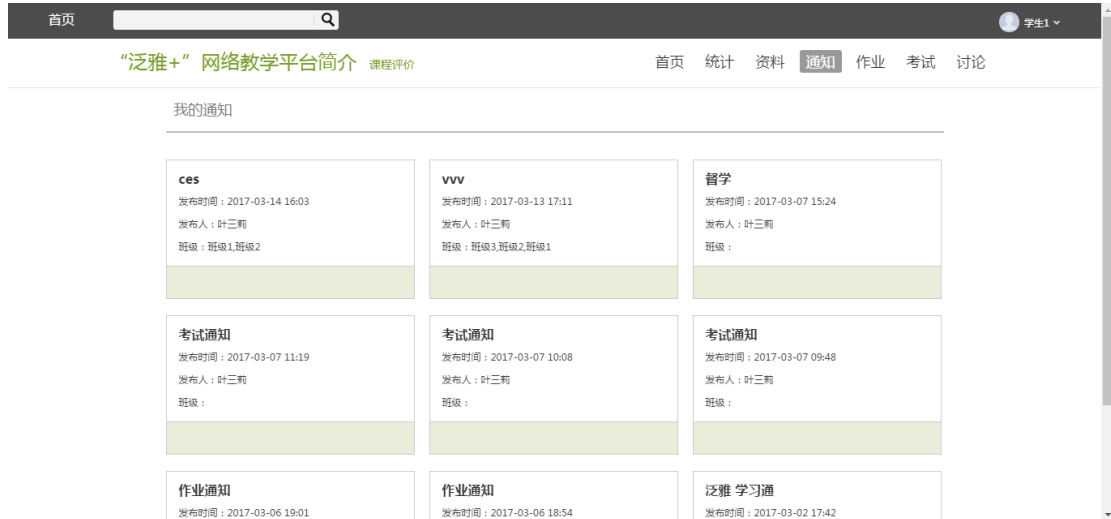 首页
学生1
“泛雅+”网络教学平台简介 课程评价
首页 统计 资料 通知 作业 考试 讨论
我的通知
ces
发布时间：2017-03-14 16:03
发布人：叶三莉
班级：班级1,班级2
vvv
发布时间：2017-03-13 17:11
发布人：叶三莉
班级：班级3,班级2,班级1
督学
发布时间：2017-03-07 15:24
发布人：叶三莉
班级：
考试通知
发布时间：2017-03-07 11:19
发布人：叶三莉
班级：
考试通知
发布时间：2017-03-07 10:08
发布人：叶三莉
班级：
考试通知
发布时间：2017-03-07 09:48
发布人：叶三莉
班级：
作业通知
发布时间：2017-03-06 19:01
作业通知
发布时间：2017-03-06 18:54
泛雅 学习通
发布时间：2017-03-02 17:42